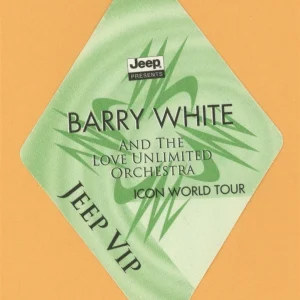 Jeep
PRESENTS
BARRY WHITE
AND THE
LOVE UNLIMITED
ORCHESTRA
ICON WORLD TOUR
JEEP VIP